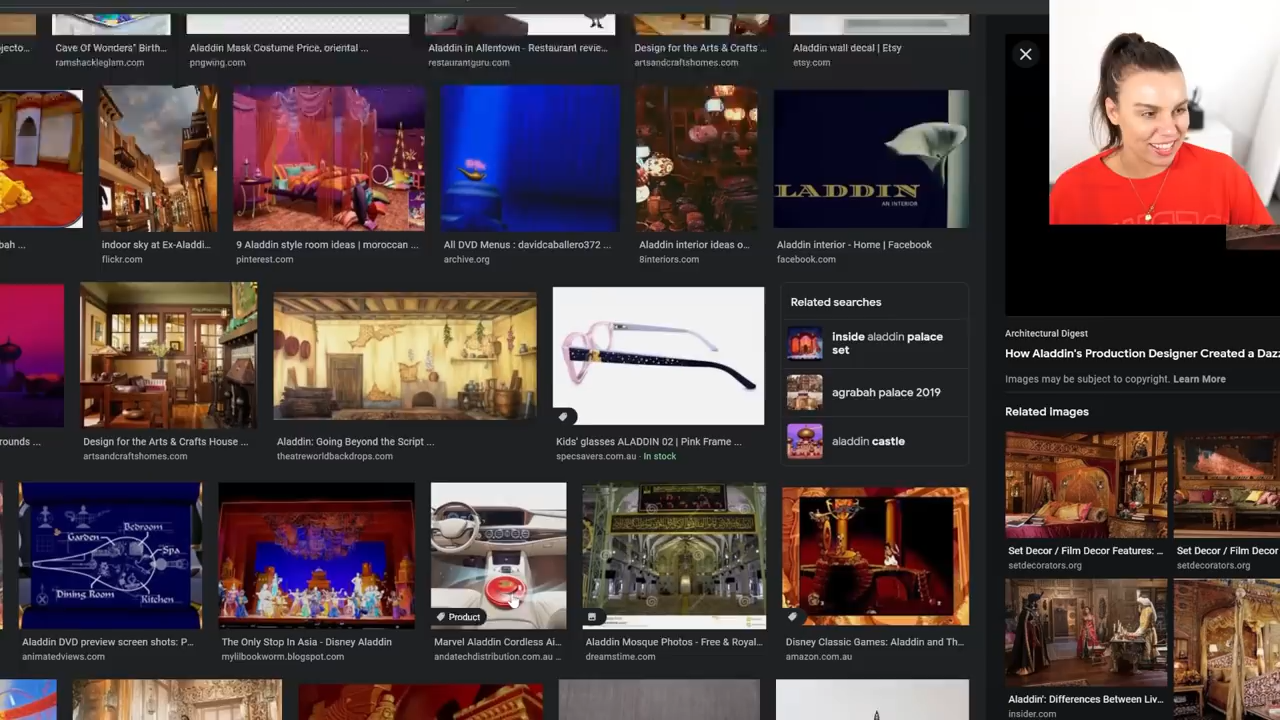 ojecto...
Cave Of Wonders" Birth...
ramshackleglam.com
Aladdin Mask Costume Price, oriental ...
pngwing.com
Aladdin in Allentown - Restaurant revie...
restaurantguru.com
Design for the Arts & Crafts ...
artsandcraftshomes.com
Aladdin wall decal | Etsy
etsy.com
LADDIN
AN INTERIOR
bah ...
indoor sky at Ex-Aladdi...
flickr.com
9 Aladdin style room ideas | moroccan ...
pinterest.com
All DVD Menus : davidcaballero372 ...
archive.org
Aladdin interior ideas o...
8interiors.com
Aladdin interior - Home | Facebook
facebook.com
Related searches
inside aladdin palace
set
agrabah palace 2019
aladdin castle
rounds ...
Design for the Arts & Crafts House ...
artsandcraftshomes.com
Aladdin: Going Beyond the Script ...
theatreworldbackdrops.com
Kids' glasses ALADDIN 02 | Pink Frame ...
specsavers.com.au · In stock
Bedroom
Garden
Spa
Dining Room
Kitchen
Product
Aladdin DVD preview screen shots: P...
animatedviews.com
The Only Stop In Asia - Disney Aladdin
mylilbookworm.blogspot.com
Marvel Aladdin Cordless Ai...
andatechdistribution.com.au ...
Aladdin Mosque Photos - Free & Royal...
dreamstime.com
Disney Classic Games: Aladdin and Th...
amazon.com.au
Architectural Digest
How Aladdin's Production Designer Created a Dazz
Images may be subject to copyright. Learn More
Related images
Set Decor / Film Decor Features: ...
setdecorators.org
Set Decor / Film Decor
setdecorators.org
Aladdin': Differences Between Liv...
insider.com